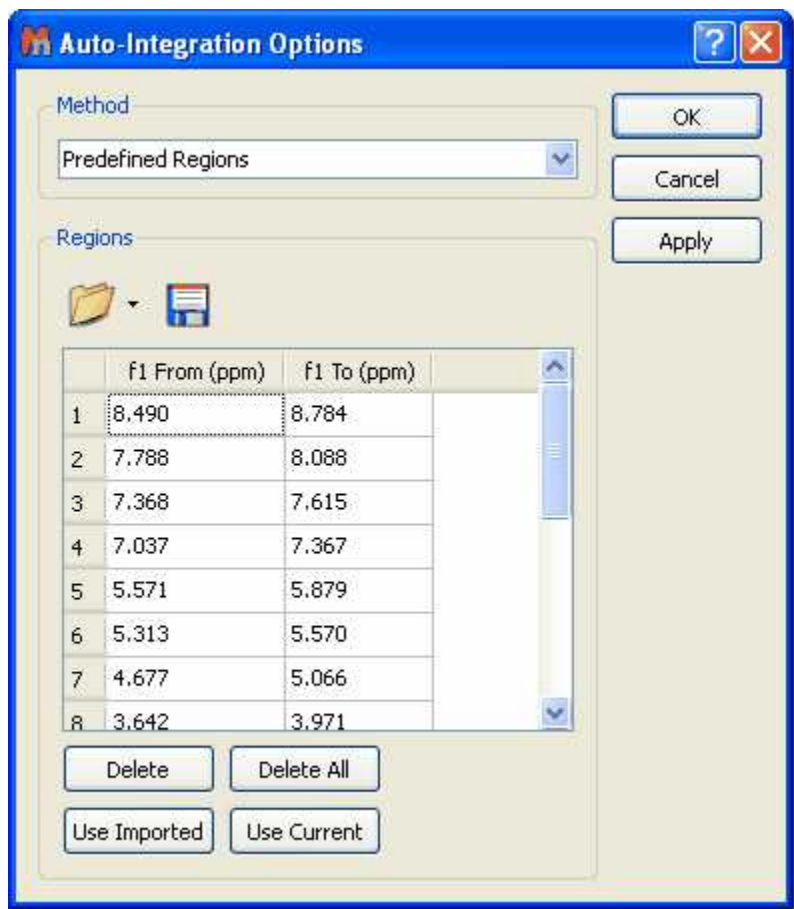 Auto-Integration Options
Method
Predefined Regions
OK
Cancel
Apply
Regions
f1 From (ppm) f1 To (ppm)
1 8.490 8.784
2 7.788 8.088
3 7.368 7.615
4 7.037 7.367
5 5.571 5.879
6 5.313 5.570
7 4.677 5.066
8 3.642 3.971
Delete Delete All
Use Imported Use Current